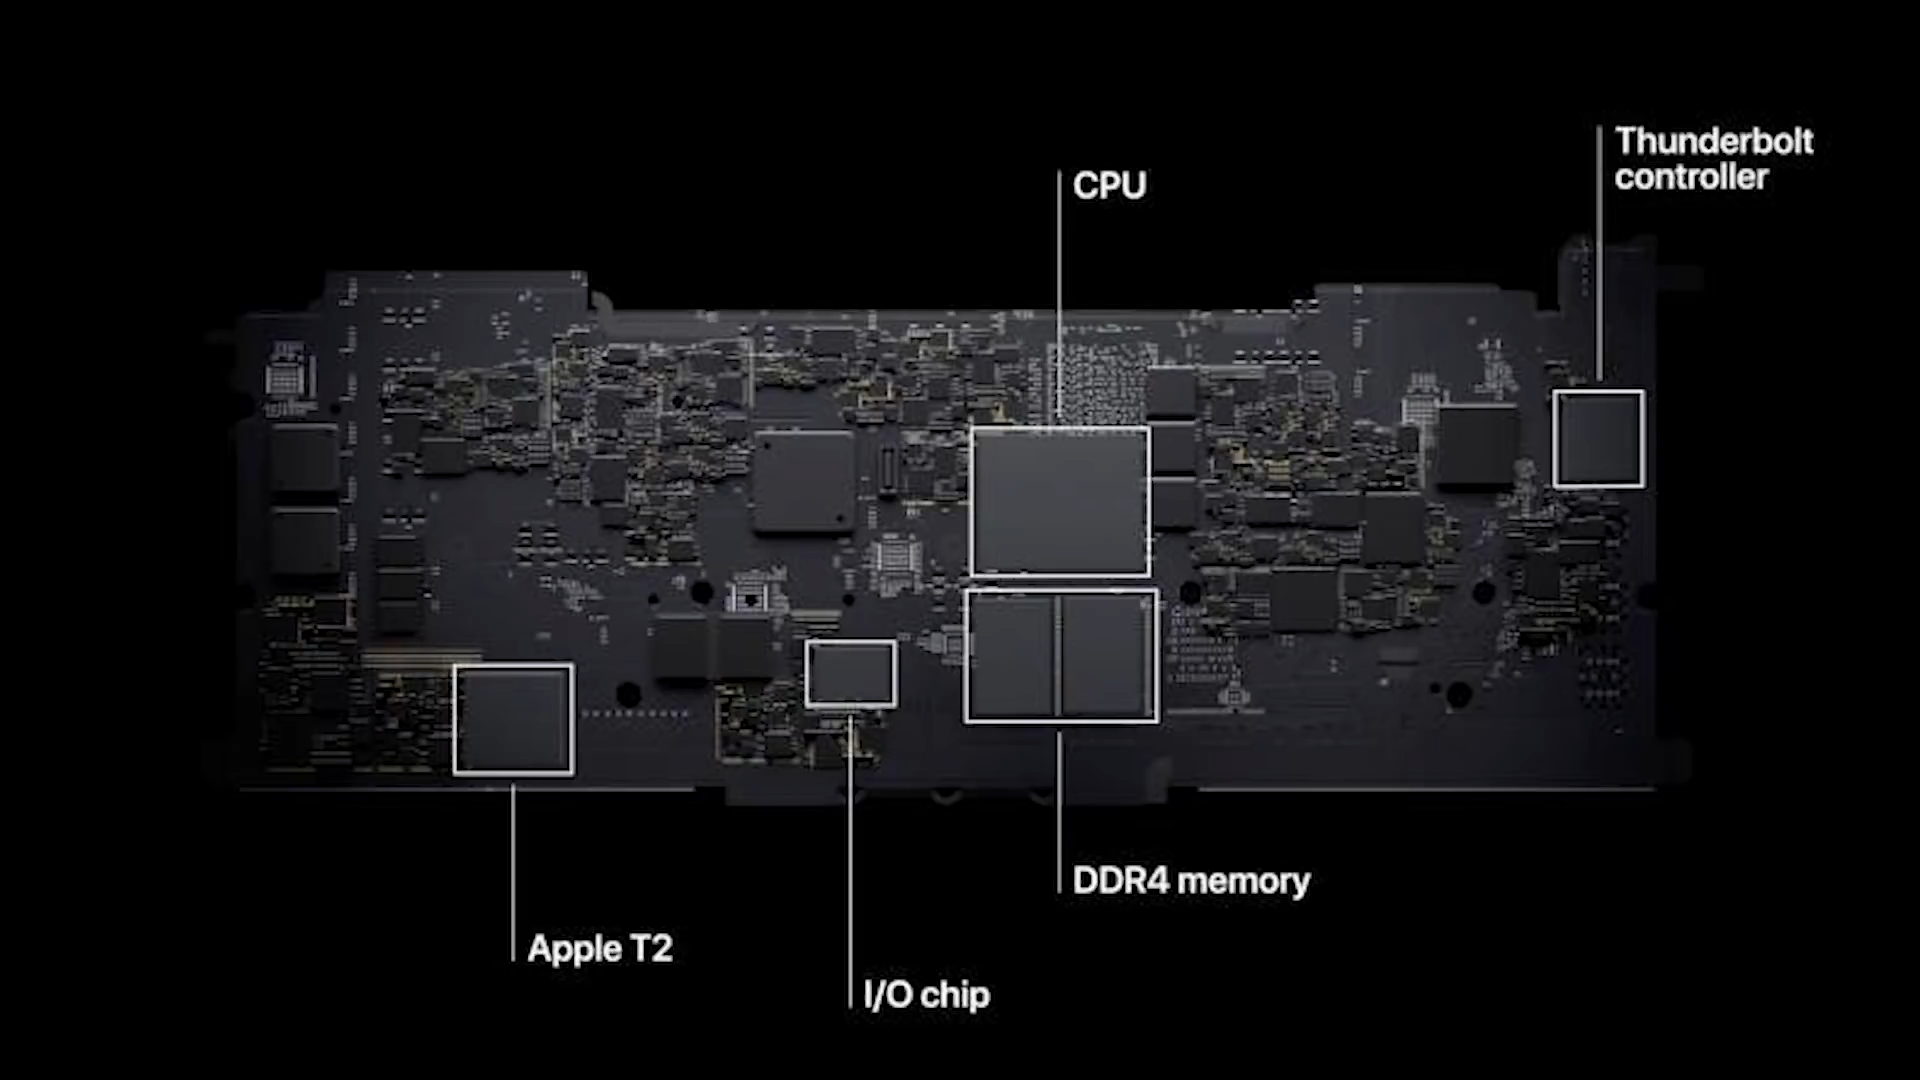 Thunderbolt
controller
CPU
DDR4 memory
Apple T2
I/O chip